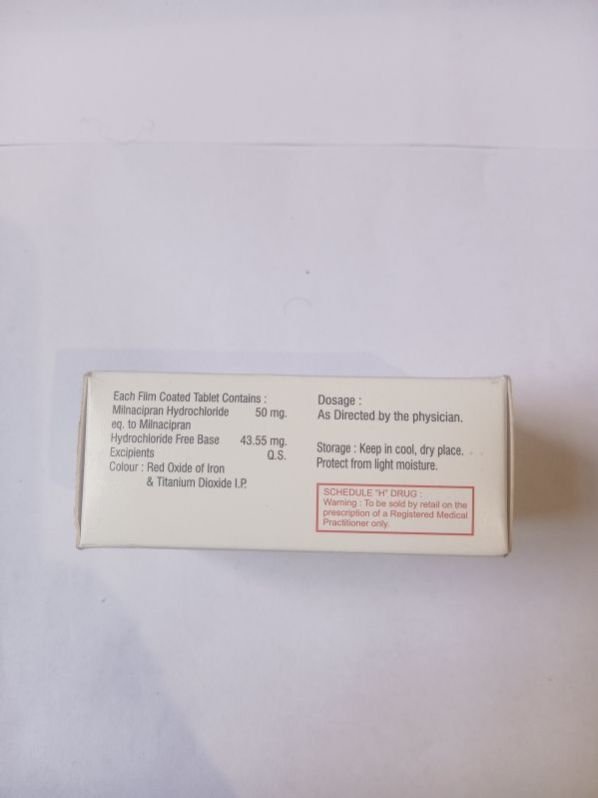 Each Film Coated Tablet Contains :
Milnacipran Hydrochloride 50 mg.
eq. to Milnacipran
Hydrochloride Free Base 43.55 mg.
Excipients Q.S.
Colour : Red Oxide of Iron
& Titanium Dioxide I.P.
Dosage :
As Directed by the physician.
Storage : Keep in cool, dry place.
Protect from light moisture.
SCHEDULE "H" DRUG :
Warning : To be sold by retail on the
prescription of a Registered Medical
Practitioner only.